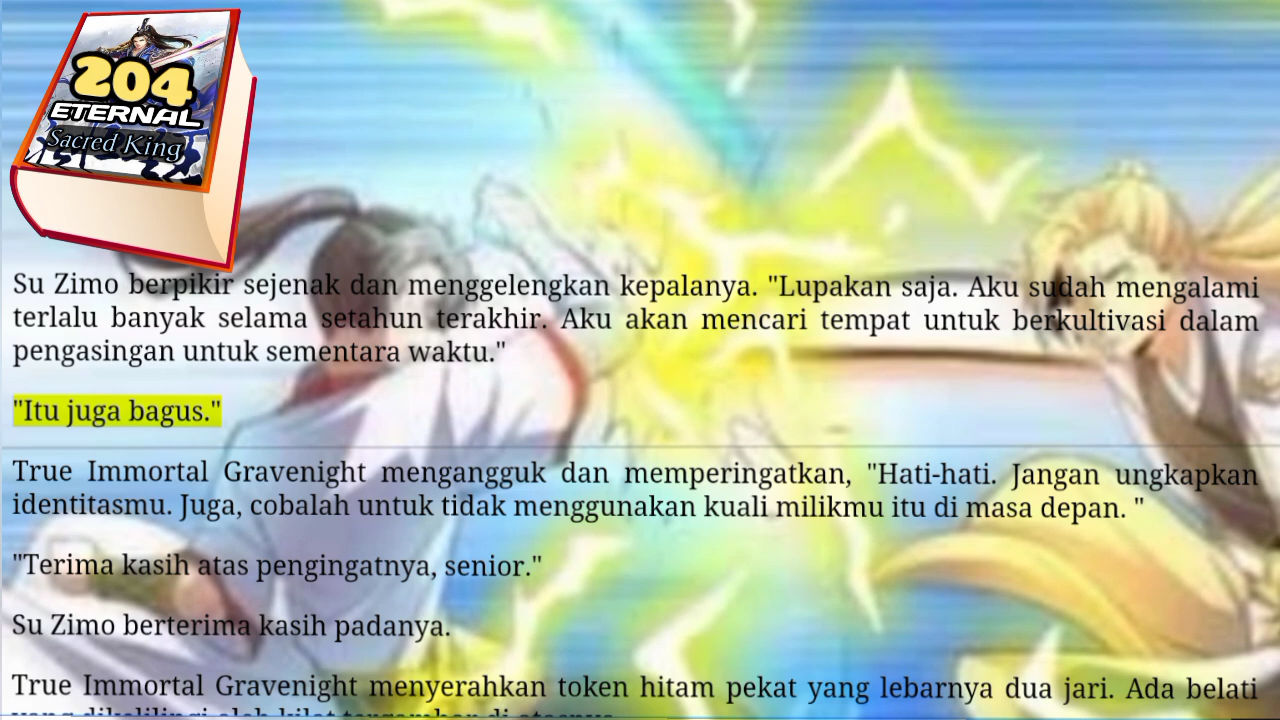 204
ETERNAL
Sacred King
Su Zimo berpikir sejenak dan menggelengkan kepalanya. "Lupakan saja. Aku sudah mengalami
terlalu banyak selama setahun terakhir. Aku akan mencari tempat untuk berkultivasi dalam
pengasingan untuk sementara waktu."
"Itu juga bagus."
True Immortal Gravenight mengangguk dan memperingatkan, "Hati-hati. Jangan ungkapkan
identitasmu. Juga, cobalah untuk tidak menggunakan kuali milikmu itu di masa depan. "
"Terima kasih atas pengingatnya, senior."
Su Zimo berterima kasih padanya.
True Immortal Gravenight menyerahkan token hitam pekat yang lebarnya dua jari. Ada belati